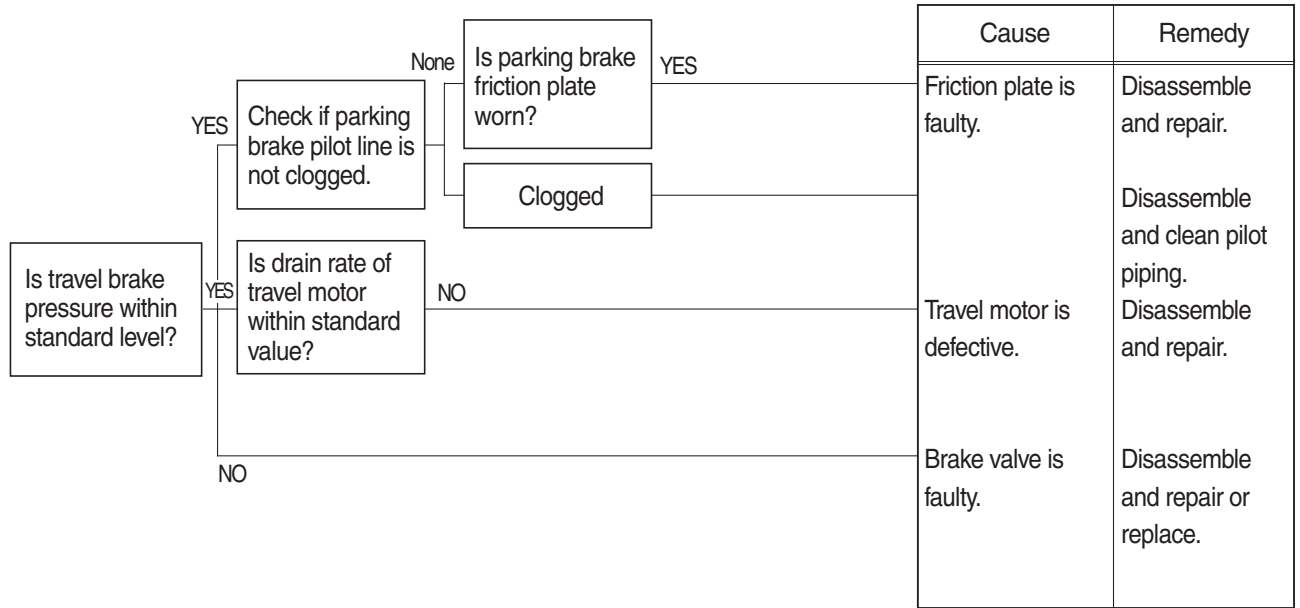 Cause
Remedy
None
Is parking brake
friction plate
worn?
YES
Friction plate is
faulty.
Disassemble
and repair.
YES
Check if parking
brake pilot line is
not clogged.
Clogged
Disassemble
and clean pilot
piping.
Is travel brake
pressure within
standard level?
YES
Is drain rate of
travel motor
within standard
value?
NO
Travel motor is
defective.
Disassemble
and repair.
NO
Brake valve is
faulty.
Disassemble
and repair or
replace.